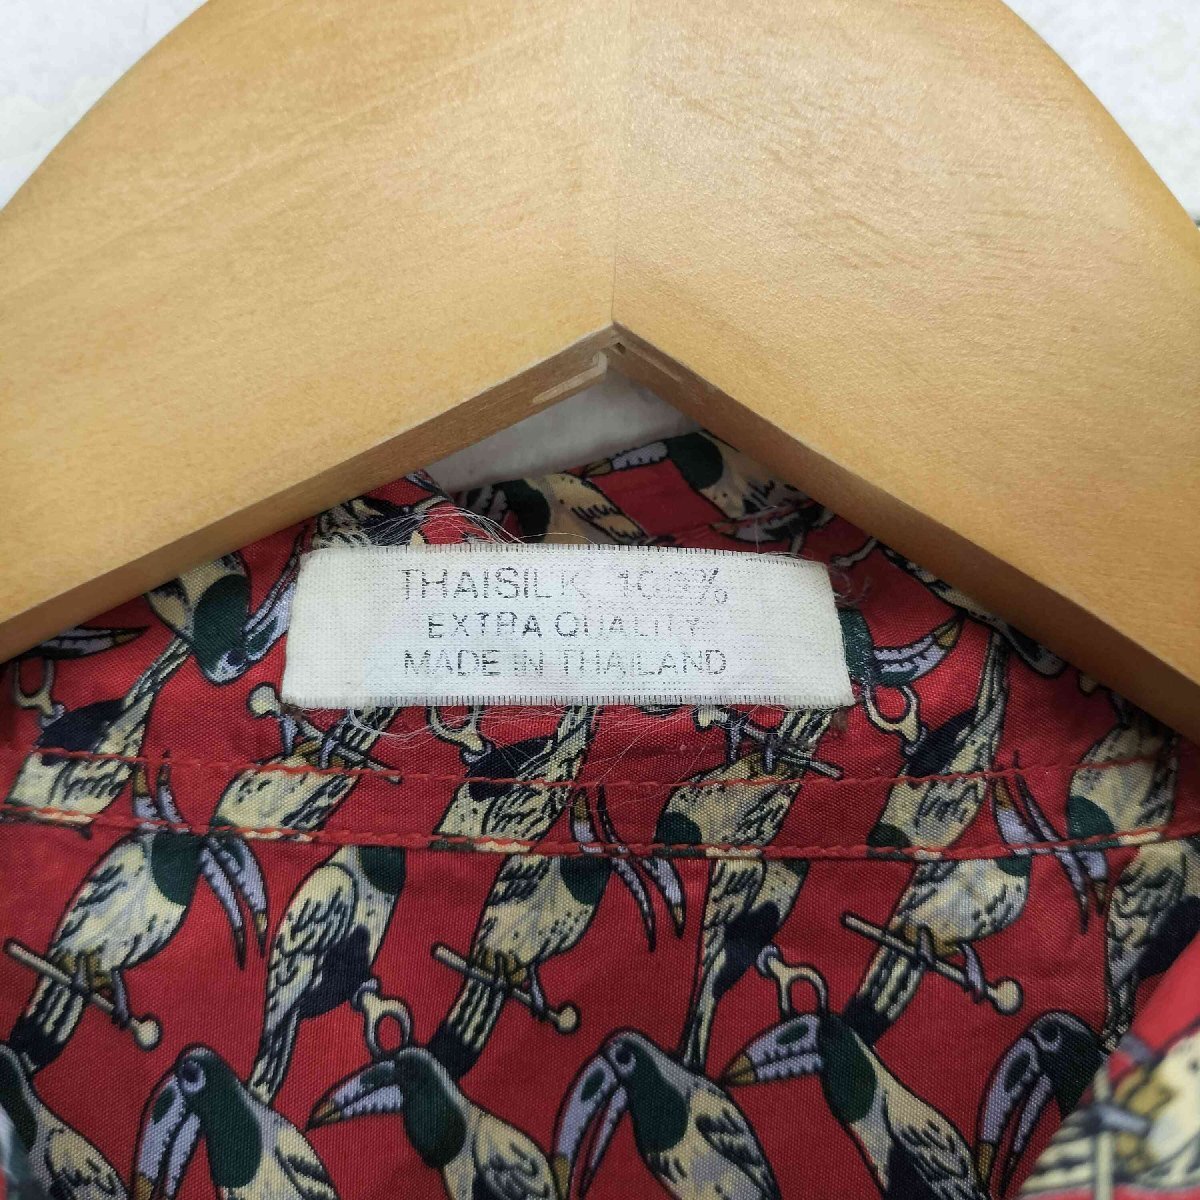 THAISILK 100%
EXTRA QUALITY
MADE IN THAILAND